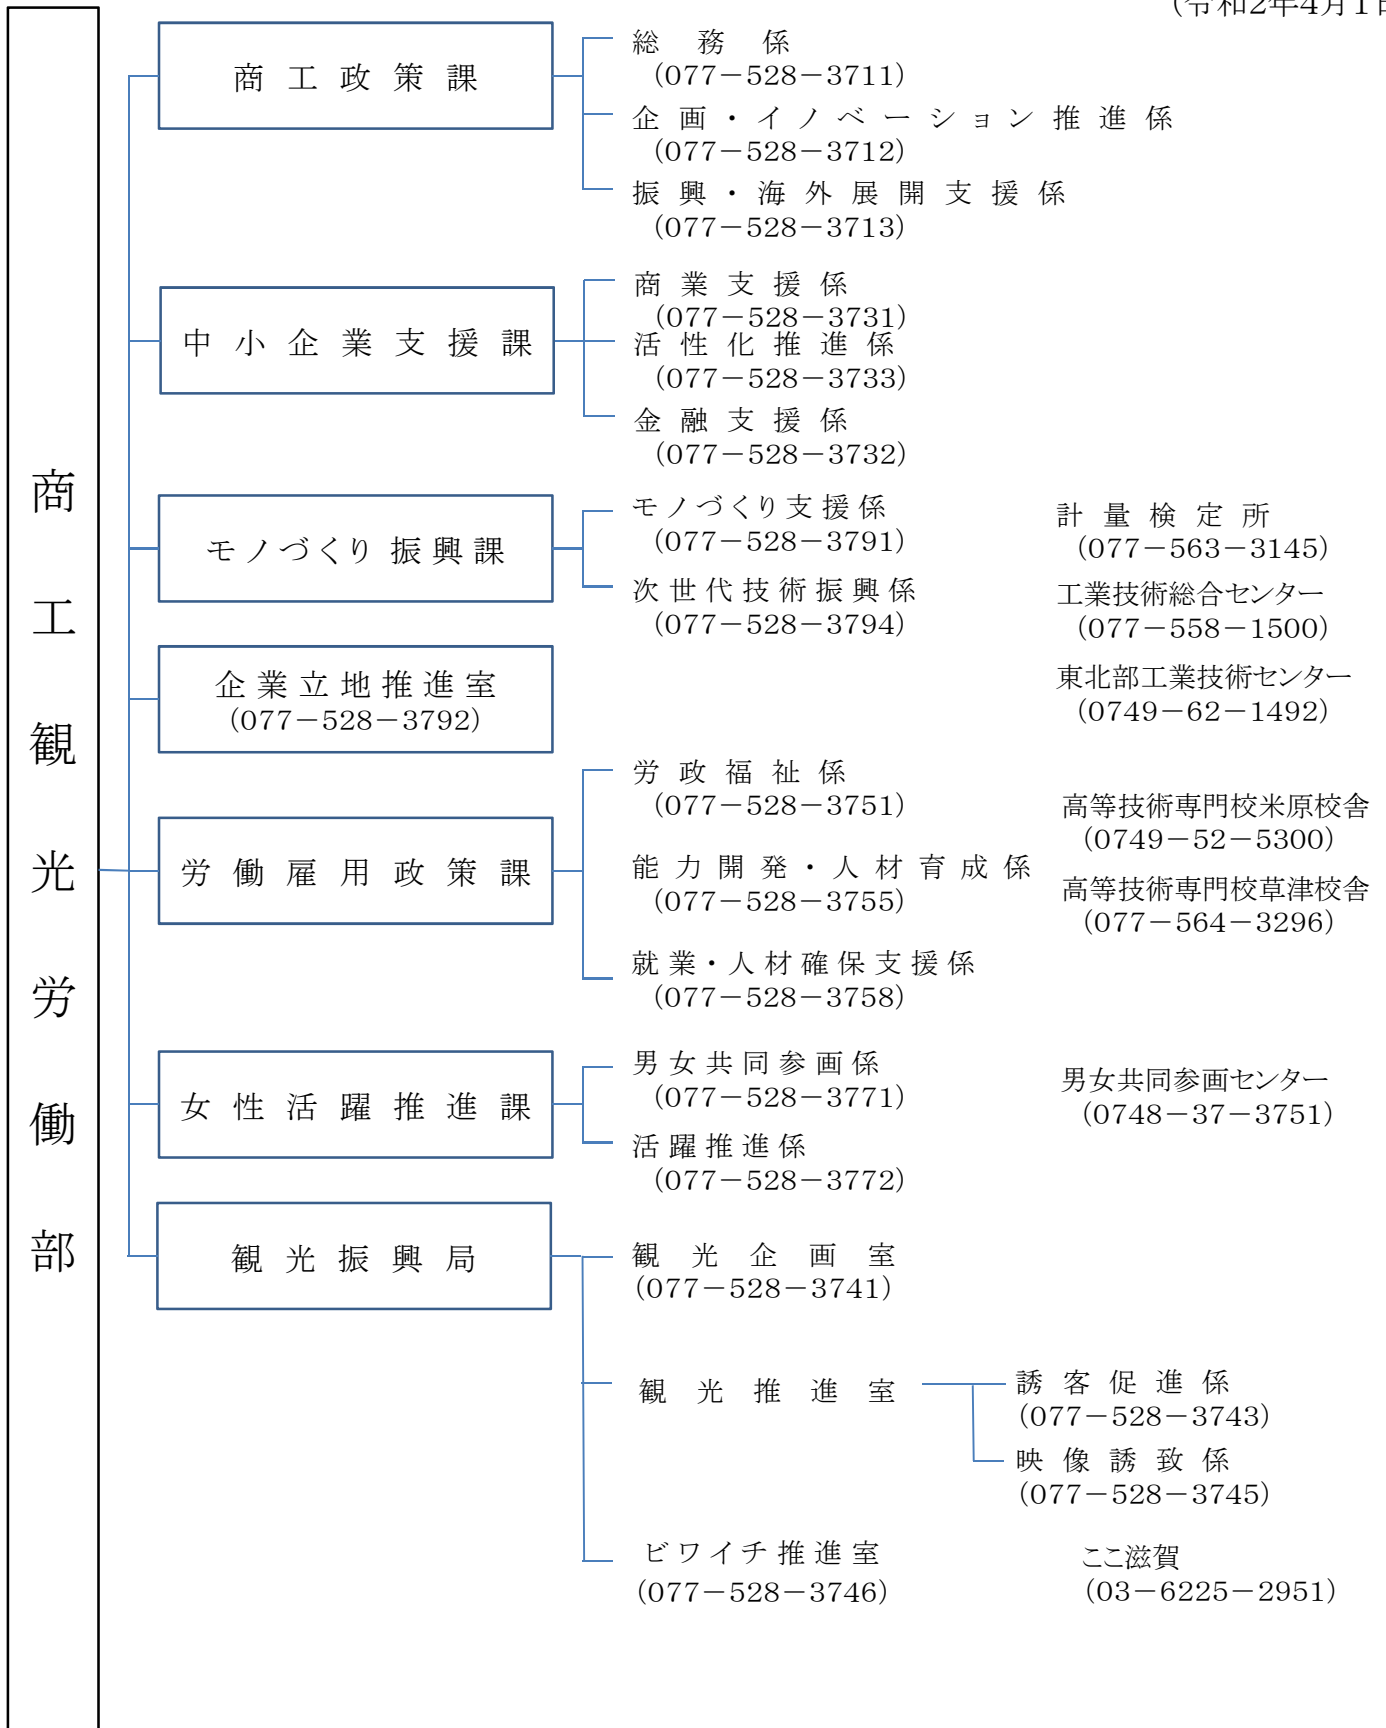 (令和2年4月1日
商工観光労働部
商工政策課
総務係
(077－528－3711)
企画・イノベーション推進係
(077－528－3712)
振興・海外展開支援係
(077－528－3713)
中小企業支援課
商業支援係
(077－528－3731)
活性化推進係
(077－528－3733)
金融支援係
(077－528－3732)
モノづくり振興課
モノづくり支援係
(077－528－3791)
次世代技術振興係
(077－528－3794)
計量検定所
(077－563－3145)
工業技術総合センター
(077－558－1500)
東北部工業技術センター
(0749－62－1492)
企業立地推進室
(077－528－3792)
労働雇用政策課
労政福祉係
(077－528－3751)
能力開発・人材育成係
(077－528－3755)
就業・人材確保支援係
(077－528－3758)
高等技術専門校米原校舎
(0749－52－5300)
高等技術専門校草津校舎
(077－564－3296)
女性活躍推進課
男女共同参画係
(077－528－3771)
活躍推進係
(077－528－3772)
男女共同参画センター
(0748－37－3751)
観光振興局
観光企画室
(077－528－3741)
観光推進室
誘客促進係
(077－528－3743)
映像誘致係
(077－528－3745)
ビワイチ推進室
(077－528－3746)
ここ滋賀
(03－6225－2951)